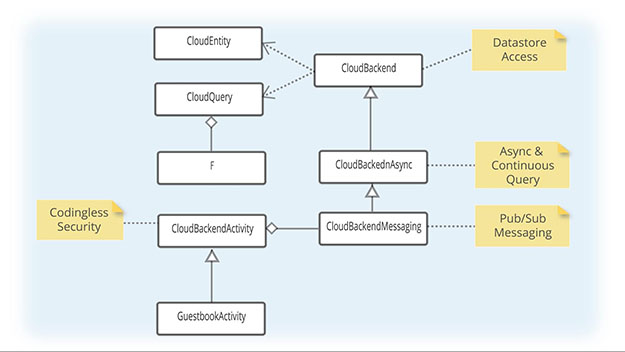 CloudEntity
CloudBackend
Datastore
Access
CloudQuery
F
CloudBackednAsync
Async &
Continuous
Query
Codingless
Security
CloudBackendActivity
CloudBackendMessaging
Pub/Sub
Messaging
GuestbookActivity